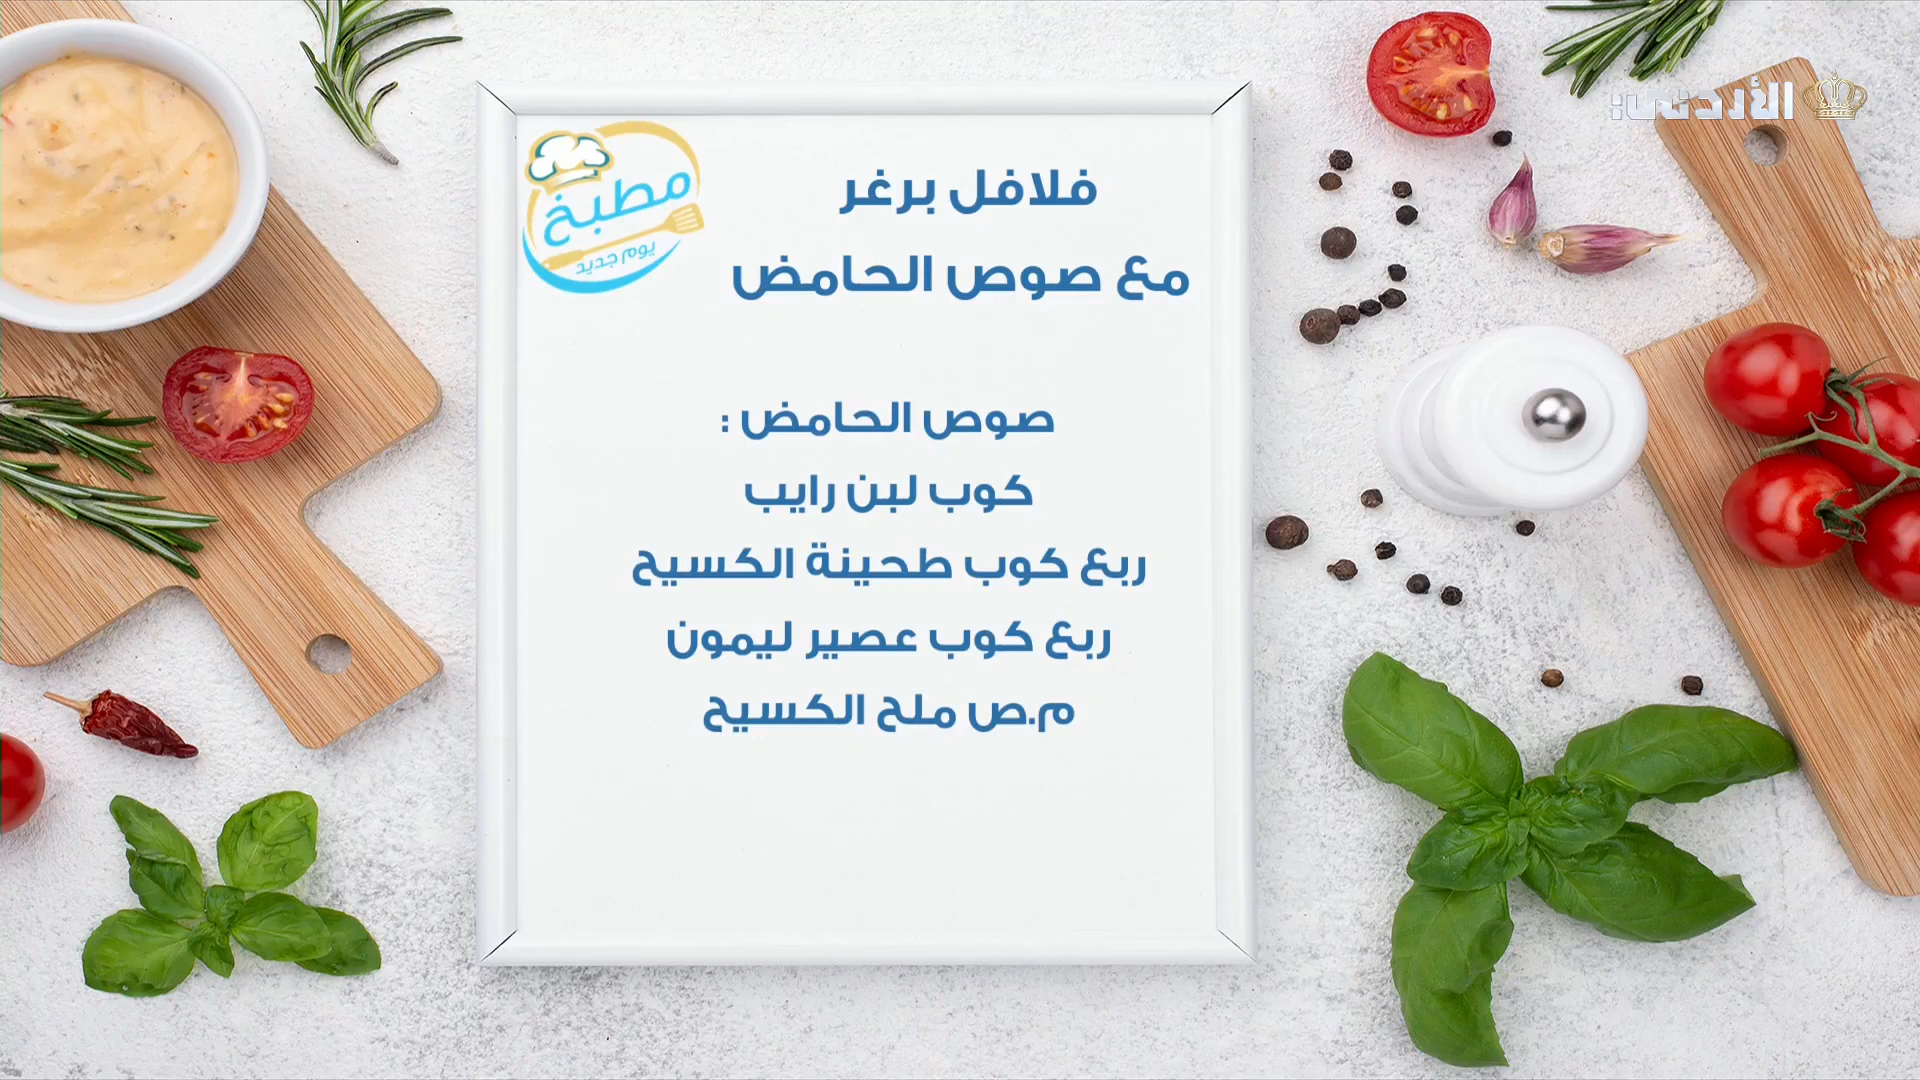 الأردني:
مطبخ
يوم جديد
فلافل برغر
مع صوص الحامض
صوص الحامض :
كوب لبن رايب
ربع كوب طحينة الكسيح
ربع كوب عصير ليمون
م.ص ملح الكسيح